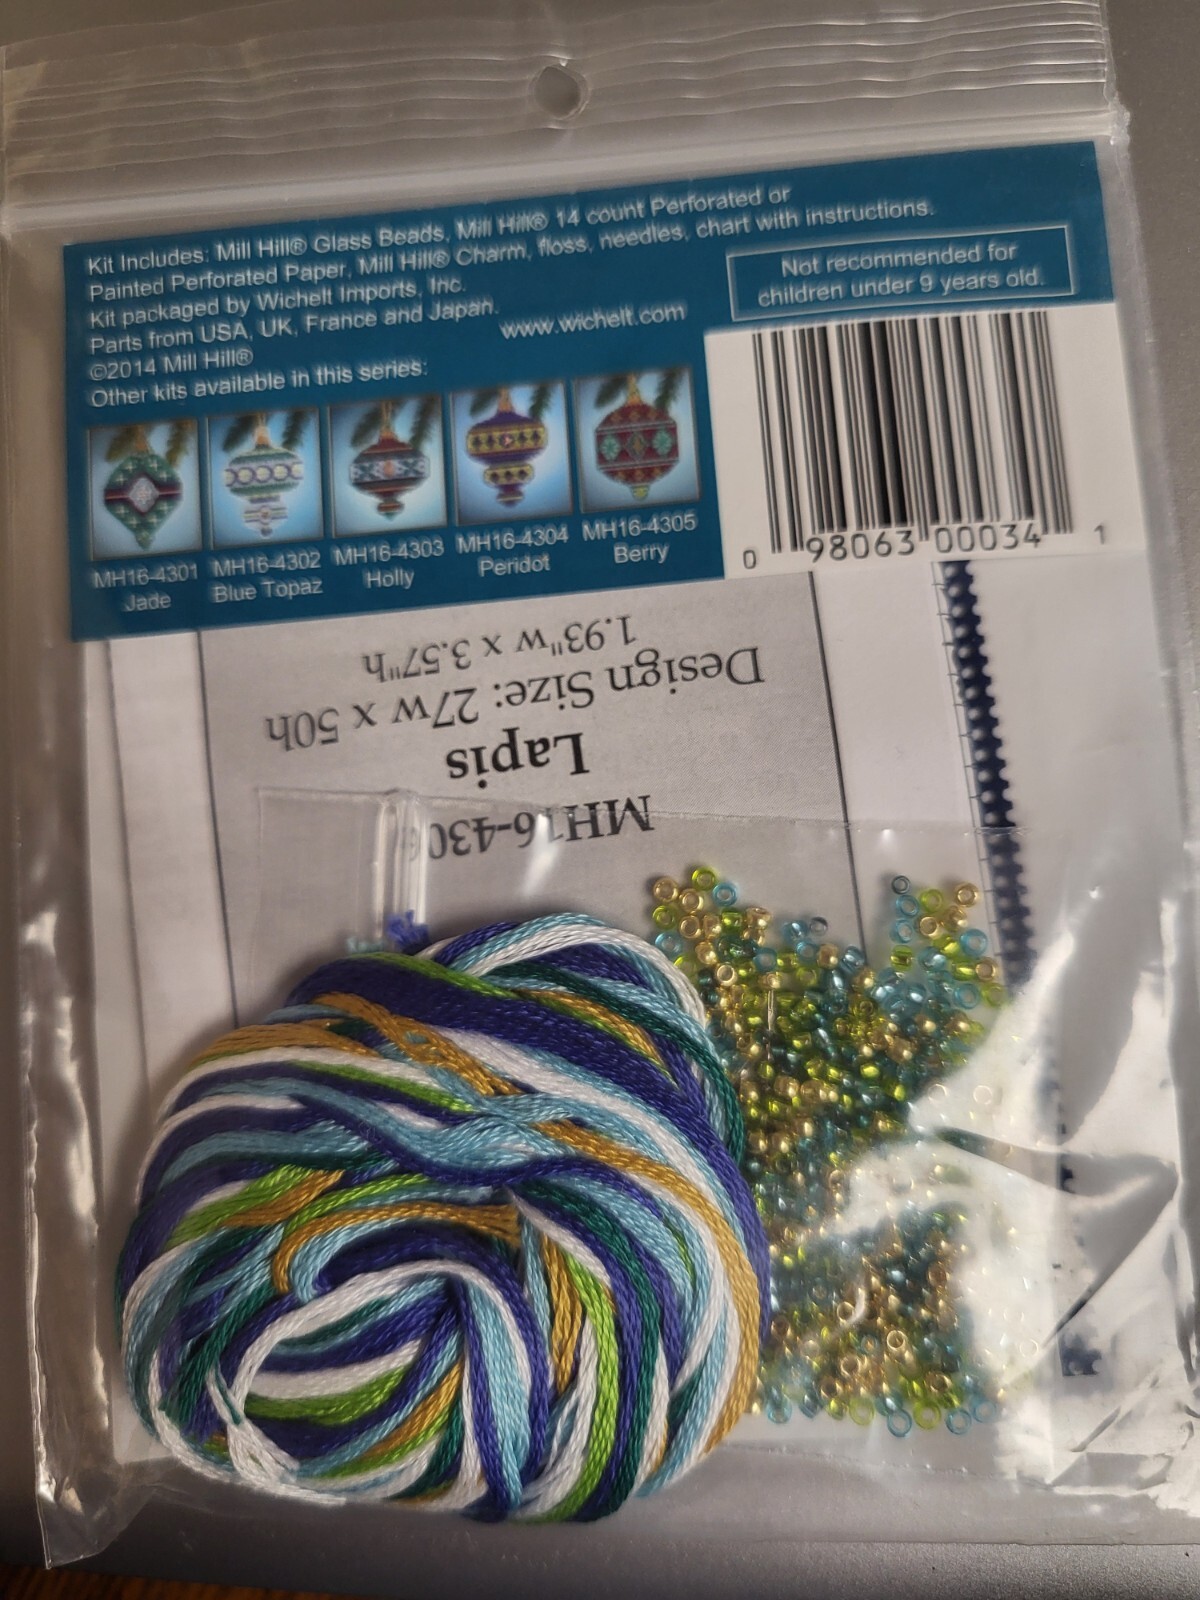 Kit Includes: Mill Hill® Glass Beads, Mill Hill® 14 count Perforated or
Painted Perforated Paper, Mill Hill® Charm, floss, needles, chart with instructions.
Kit packaged by Wichelt Imports, Inc.
Parts from USA, UK, France and Japan.
©2014 Mill Hill®
www.wichelt.com
Other kits available in this series:
MH16-4301
Jade
MH16-4302
Blue Topaz
MH16-4303
Holly
MH16-4304
Peridot
MH16-4305
Berry
Not recommended for
children under 9 years old.
0 98063 00034 1
MH16-430
Lapis
Design Size: 27w x 50h
1.93"w x 3.57"h